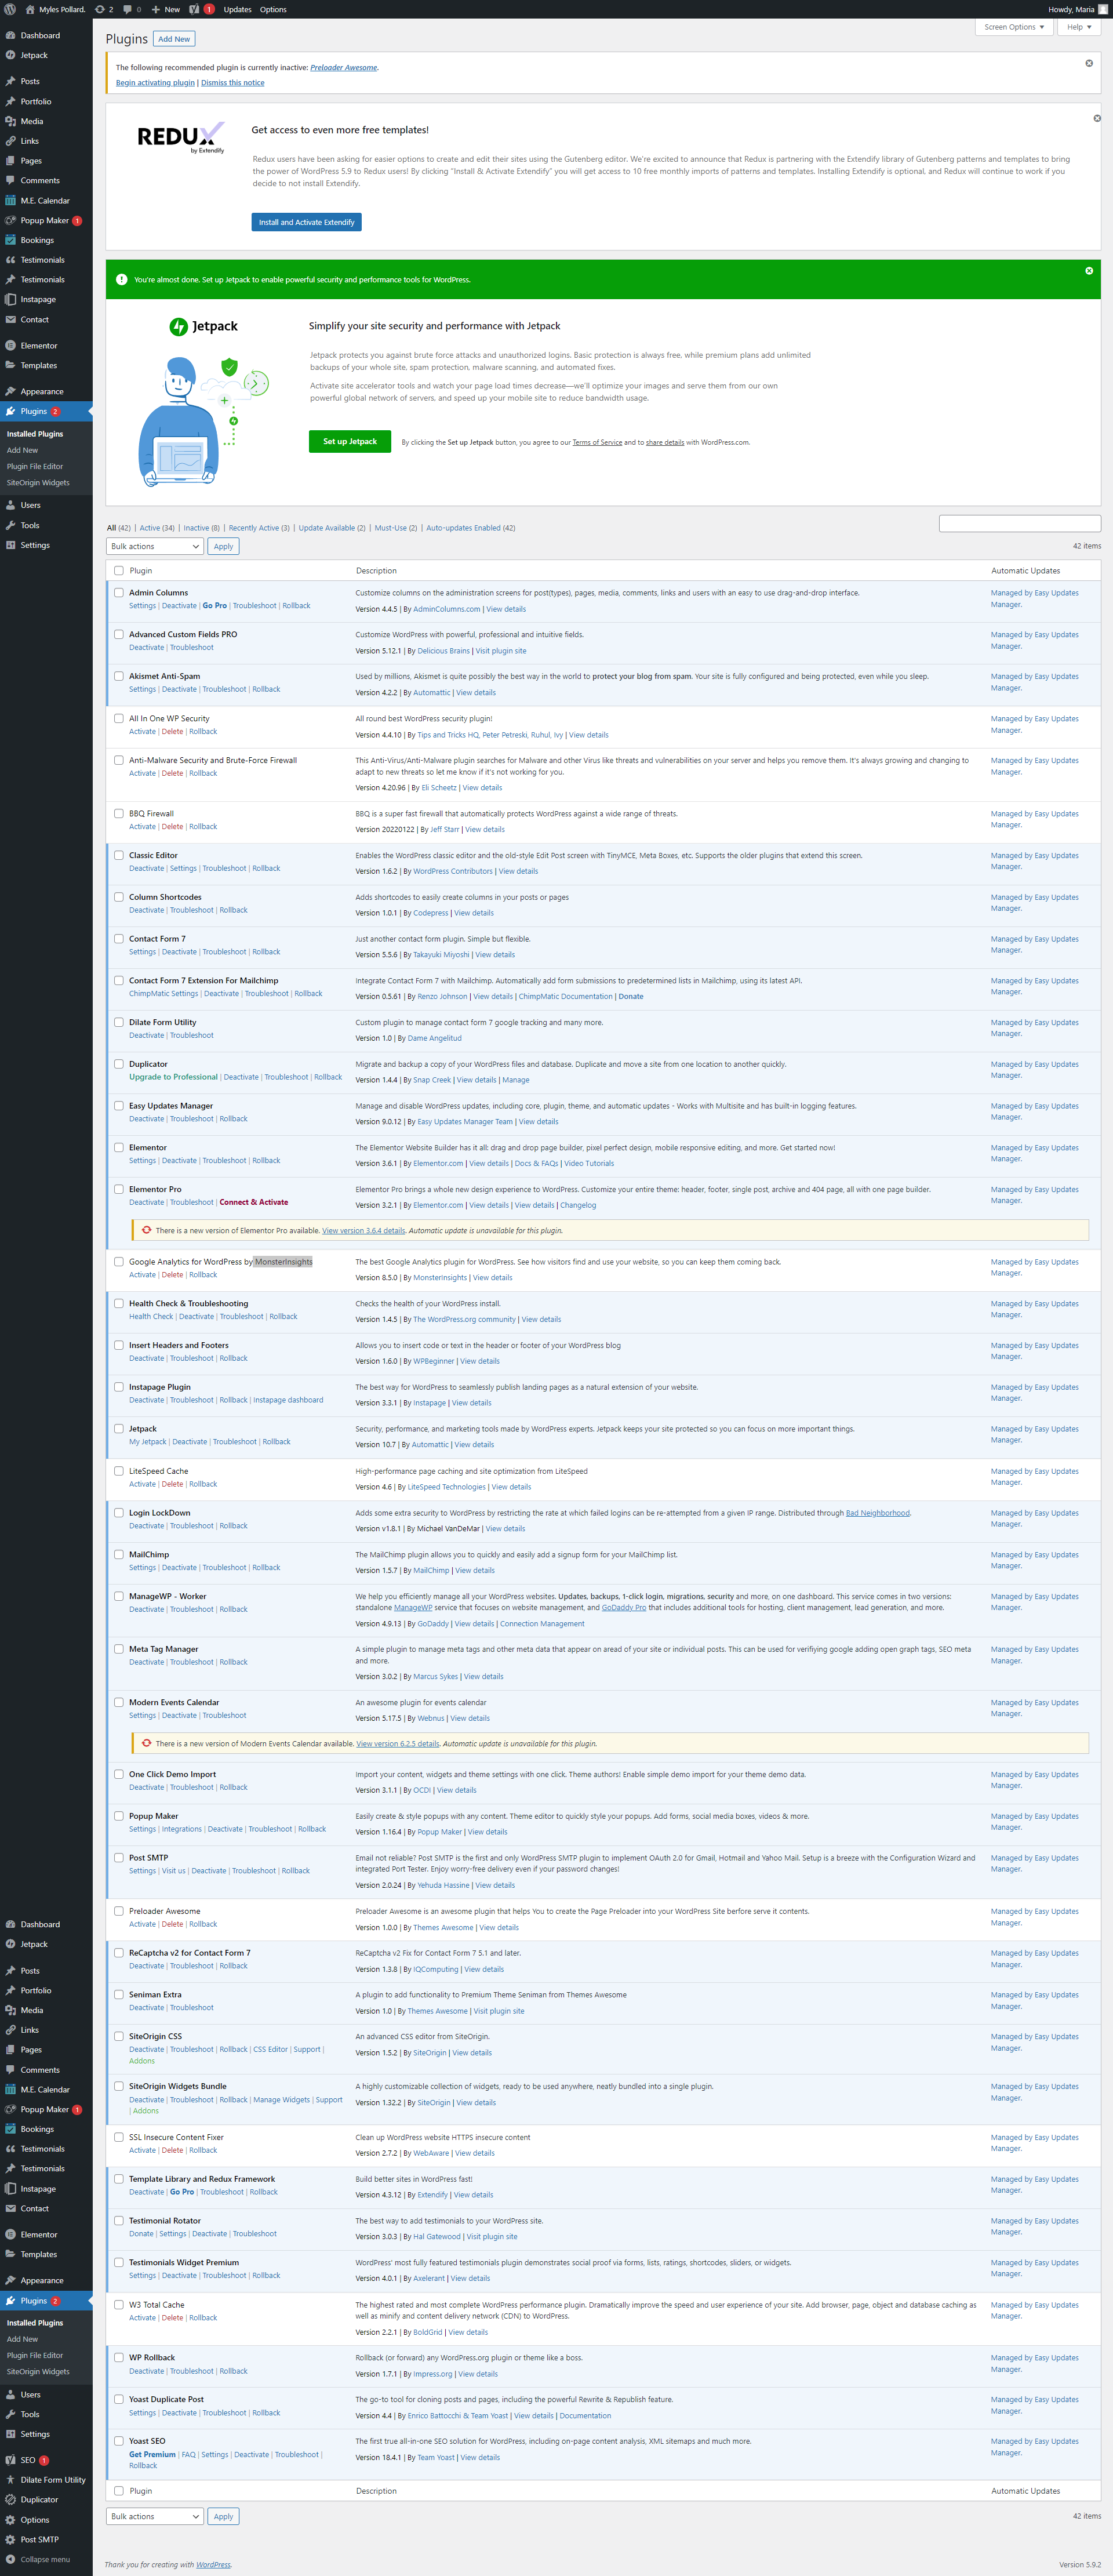 Myles Pollard. 2 0 New 1 Updates Options Howdy, Maria
Screen Options Help
Plugins Add New
The following recommended plugin is currently inactive: Preloader Awesome.
Begin activating plugin | Dismiss this notice
REDUX by Extendify
Get access to even more free templates!
Redux users have been asking for easier options to create and edit their sites using the Gutenberg editor. We're excited to announce that Redux is partnering with the Extendify library of Gutenberg patterns and templates to bring
the power of WordPress 5.9 to Redux users! By clicking "Install & Activate Extendify" you will get access to 10 free monthly imports of patterns and templates. Installing Extendify is optional, and Redux will continue to work if you
decide to not install Extendify.
Install and Activate Extendify
You're almost done. Set up Jetpack to enable powerful security and performance tools for WordPress.
Jetpack
Simplify your site security and performance with Jetpack
Jetpack protects you against brute force attacks and unauthorized logins. Basic protection is always free, while premium plans add unlimited
backups of your whole site, spam protection, malware scanning, and automated fixes.
Activate site accelerator tools and watch your page load times decrease—we'll optimize your images and serve them from our own
powerful global network of servers, and speed up your mobile site to reduce bandwidth usage.
Set up Jetpack
By clicking the Set up Jetpack button, you agree to our Terms of Service and to share details with WordPress.com.
Dashboard
Jetpack
Posts
Portfolio
Media
Links
Pages
Comments
M.E. Calendar
Popup Maker 1
Bookings
Testimonials
Testimonials
Instapage
Contact
Elementor
Templates
Appearance
Plugins 2
Installed Plugins
Add New
Plugin File Editor
SiteOrigin Widgets
Users
Tools
Settings
All (42) | Active (34) | Inactive (8) | Recently Active (3) | Update Available (2) | Must-Use (2) | Auto-updates Enabled (42)
Bulk actions Apply 42 items
Plugin Description Automatic Updates
Admin Columns
Settings | Deactivate | Go Pro | Troubleshoot | Rollback
Customize columns on the administration screens for post(types), pages, media, comments, links and users with an easy to use drag-and-drop interface.
Version 4.4.5 | By AdminColumns.com | View details
Managed by Easy Updates
Manager.
Advanced Custom Fields PRO
Deactivate | Troubleshoot
Customize WordPress with powerful, professional and intuitive fields.
Version 5.12.1 | By Delicious Brains | Visit plugin site
Managed by Easy Updates
Manager.
Akismet Anti-Spam
Settings | Deactivate | Troubleshoot | Rollback
Used by millions, Akismet is quite possibly the best way in the world to protect your blog from spam. Your site is fully configured and being protected, even while you sleep.
Version 4.2.2 | By Automattic | View details
Managed by Easy Updates
Manager.
All In One WP Security
Activate | Delete | Rollback
All round best WordPress security plugin!
Version 4.4.10 | By Tips and Tricks HQ, Peter Petreski, Ruhul, Ivy | View details
Managed by Easy Updates
Manager.
Anti-Malware Security and Brute-Force Firewall
Activate | Delete | Rollback
This Anti-Virus/Anti-Malware plugin searches for Malware and other Virus like threats and vulnerabilities on your server and helps you remove them. It's always growing and changing to
adapt to new threats so let me know if it's not working for you.
Version 4.20.96 | By Eli Scheetz | View details
Managed by Easy Updates
Manager.
BBQ Firewall
Activate | Delete | Rollback
BBQ is a super fast firewall that automatically protects WordPress against a wide range of threats.
Version 20220122 | By Jeff Starr | View details
Managed by Easy Updates
Manager.
Classic Editor
Deactivate | Settings | Troubleshoot | Rollback
Enables the WordPress classic editor and the old-style Edit Post screen with TinyMCE, Meta Boxes, etc. Supports the older plugins that extend this screen.
Version 1.6.2 | By WordPress Contributors | View details
Managed by Easy Updates
Manager.
Column Shortcodes
Deactivate | Troubleshoot | Rollback
Adds shortcodes to easily create columns in your posts or pages
Version 1.0.1 | By Codepress | View details
Managed by Easy Updates
Manager.
Contact Form 7
Settings | Deactivate | Troubleshoot | Rollback
Just another contact form plugin. Simple but flexible.
Version 5.5.6 | By Takayuki Miyoshi | View details
Managed by Easy Updates
Manager.
Contact Form 7 Extension For Mailchimp
ChimpMatic Settings | Deactivate | Troubleshoot | Rollback
Integrate Contact Form 7 with Mailchimp. Automatically add form submissions to predetermined lists in Mailchimp, using its latest API.
Version 0.5.61 | By Renzo Johnson | View details | ChimpMatic Documentation | Donate
Managed by Easy Updates
Manager.
Dilate Form Utility
Deactivate | Troubleshoot
Custom plugin to manage contact form 7 google tracking and many more.
Version 1.0 | By Dame Angelitud
Managed by Easy Updates
Manager.
Duplicator
Upgrade to Professional | Deactivate | Troubleshoot | Rollback
Migrate and backup a copy of your WordPress files and database. Duplicate and move a site from one location to another quickly.
Version 1.4.4 | By Snap Creek | View details | Manage
Managed by Easy Updates
Manager.
Easy Updates Manager
Deactivate | Troubleshoot | Rollback
Manage and disable WordPress updates, including core, plugin, theme, and automatic updates - Works with Multisite and has built-in logging features.
Version 9.0.12 | By Easy Updates Manager Team | View details
Managed by Easy Updates
Manager.
Elementor
Settings | Deactivate | Troubleshoot | Rollback
The Elementor Website Builder has it all: drag and drop page builder, pixel perfect design, mobile responsive editing, and more. Get started now!
Version 3.6.1 | By Elementor.com | View details | Docs & FAQs | Video Tutorials
Managed by Easy Updates
Manager.
Elementor Pro
Deactivate | Troubleshoot | Connect & Activate
Elementor Pro brings a whole new design experience to WordPress. Customize your entire theme: header, footer, single post, archive and 404 page, all with one page builder.
Version 3.2.1 | By Elementor.com | View details | View details | Changelog
Managed by Easy Updates
Manager.
There is a new version of Elementor Pro available. View version 3.6.4 details. Automatic update is unavailable for this plugin.
Google Analytics for WordPress by MonsterInsights
Activate | Delete | Rollback
The best Google Analytics plugin for WordPress. See how visitors find and use your website, so you can keep them coming back.
Version 8.5.0 | By MonsterInsights | View details
Managed by Easy Updates
Manager.
Health Check & Troubleshooting
Health Check | Deactivate | Troubleshoot | Rollback
Checks the health of your WordPress install.
Version 1.4.5 | By The WordPress.org community | View details
Managed by Easy Updates
Manager.
Insert Headers and Footers
Deactivate | Troubleshoot | Rollback
Allows you to insert code or text in the header or footer of your WordPress blog
Version 1.6.0 | By WPBeginner | View details
Managed by Easy Updates
Manager.
Instapage Plugin
Deactivate | Troubleshoot | Rollback | Instapage dashboard
The best way for WordPress to seamlessly publish landing pages as a natural extension of your website.
Version 3.3.1 | By Instapage | View details
Managed by Easy Updates
Manager.
Jetpack
My Jetpack | Deactivate | Troubleshoot | Rollback
Security, performance, and marketing tools made by WordPress experts. Jetpack keeps your site protected so you can focus on more important things.
Version 10.7 | By Automattic | View details
Managed by Easy Updates
Manager.
LiteSpeed Cache
Activate | Delete | Rollback
High-performance page caching and site optimization from LiteSpeed
Version 4.6 | By LiteSpeed Technologies | View details
Managed by Easy Updates
Manager.
Login LockDown
Deactivate | Troubleshoot | Rollback
Adds some extra security to WordPress by restricting the rate at which failed logins can be re-attempted from a given IP range. Distributed through Bad Neighborhood.
Version v1.8.1 | By Michael VanDeMar | View details
Managed by Easy Updates
Manager.
MailChimp
Settings | Deactivate | Troubleshoot | Rollback
The MailChimp plugin allows you to quickly and easily add a signup form for your MailChimp list.
Version 1.5.7 | By MailChimp | View details
Managed by Easy Updates
Manager.
ManageWP - Worker
Deactivate | Troubleshoot | Rollback
We help you efficiently manage all your WordPress websites. Updates, backups, 1-click login, migrations, security and more, on one dashboard. This service comes in two versions:
standalone ManageWP service that focuses on website management, and GoDaddy Pro that includes additional tools for hosting, client management, lead generation, and more.
Version 4.9.13 | By GoDaddy | View details | Connection Management
Managed by Easy Updates
Manager.
Meta Tag Manager
Deactivate | Troubleshoot | Rollback
A simple plugin to manage meta tags and other meta data that appear on aread of your site or individual posts. This can be used for verifiying google adding open graph tags, SEO meta
and more.
Version 3.0.2 | By Marcus Sykes | View details
Managed by Easy Updates
Manager.
Modern Events Calendar
Settings | Deactivate | Troubleshoot
An awesome plugin for events calendar
Version 5.17.5 | By Webnus | View details
Managed by Easy Updates
Manager.
There is a new version of Modern Events Calendar available. View version 6.2.5 details. Automatic update is unavailable for this plugin.
One Click Demo Import
Deactivate | Troubleshoot | Rollback
Import your content, widgets and theme settings with one click. Theme authors! Enable simple demo import for your theme demo data.
Version 3.1.1 | By OCDI | View details
Managed by Easy Updates
Manager.
Popup Maker
Settings | Integrations | Deactivate | Troubleshoot | Rollback
Easily create & style popups with any content. Theme editor to quickly style your popups. Add forms, social media boxes, videos & more.
Version 1.16.4 | By Popup Maker | View details
Managed by Easy Updates
Manager.
Post SMTP
Settings | Visit us | Deactivate | Troubleshoot | Rollback
Email not reliable? Post SMTP is the first and only WordPress SMTP plugin to implement OAuth 2.0 for Gmail, Hotmail and Yahoo Mail. Setup is a breeze with the Configuration Wizard and
integrated Port Tester. Enjoy worry-free delivery even if your password changes!
Version 2.0.24 | By Yehuda Hassine | View details
Managed by Easy Updates
Manager.
Preloader Awesome
Activate | Delete | Rollback
Preloader Awesome is an awesome plugin that helps You to create the Page Preloader into your WordPress Site berfore serve it contents.
Version 1.0.0 | By Themes Awesome | View details
Managed by Easy Updates
Manager.
ReCaptcha v2 for Contact Form 7
Deactivate | Troubleshoot | Rollback
ReCaptcha v2 Fix for Contact Form 7 5.1 and later.
Version 1.3.8 | By IQComputing | View details
Managed by Easy Updates
Manager.
Seniman Extra
Deactivate | Troubleshoot
A plugin to add functionality to Premium Theme Seniman from Themes Awesome
Version 1.0 | By Themes Awesome | Visit plugin site
Managed by Easy Updates
Manager.
SiteOrigin CSS
Deactivate | Troubleshoot | Rollback | CSS Editor | Support |
Addons
An advanced CSS editor from SiteOrigin.
Version 1.5.2 | By SiteOrigin | View details
Managed by Easy Updates
Manager.
SiteOrigin Widgets Bundle
Deactivate | Troubleshoot | Rollback | Manage Widgets | Support
| Addons
A highly customizable collection of widgets, ready to be used anywhere, neatly bundled into a single plugin.
Version 1.32.2 | By SiteOrigin | View details
Managed by Easy Updates
Manager.
SSL Insecure Content Fixer
Activate | Delete | Rollback
Clean up WordPress website HTTPS insecure content
Version 2.7.2 | By WebAware | View details
Managed by Easy Updates
Manager.
Template Library and Redux Framework
Deactivate | Go Pro | Troubleshoot | Rollback
Build better sites in WordPress fast!
Version 4.3.12 | By Extendify | View details
Managed by Easy Updates
Manager.
Testimonial Rotator
Donate | Settings | Deactivate | Troubleshoot
The best way to add testimonials to your WordPress site.
Version 3.0.3 | By Hal Gatewood | Visit plugin site
Managed by Easy Updates
Manager.
Testimonials Widget Premium
Settings | Deactivate | Troubleshoot | Rollback
WordPress' most fully featured testimonials plugin demonstrates social proof via forms, lists, ratings, shortcodes, sliders, or widgets.
Version 4.0.1 | By Axelerant | View details
Managed by Easy Updates
Manager.
W3 Total Cache
Activate | Delete | Rollback
The highest rated and most complete WordPress performance plugin. Dramatically improve the speed and user experience of your site. Add browser, page, object and database caching as
well as minify and content delivery network (CDN) to WordPress.
Version 2.2.1 | By BoldGrid | View details
Managed by Easy Updates
Manager.
WP Rollback
Deactivate | Troubleshoot | Rollback
Rollback (or forward) any WordPress.org plugin or theme like a boss.
Version 1.7.1 | By Impress.org | View details
Managed by Easy Updates
Manager.
Yoast Duplicate Post
Settings | Deactivate | Troubleshoot | Rollback
The go-to tool for cloning posts and pages, including the powerful Rewrite & Republish feature.
Version 4.4 | By Enrico Battocchi & Team Yoast | View details | Documentation
Managed by Easy Updates
Manager.
Yoast SEO
Get Premium | FAQ | Settings | Deactivate | Troubleshoot |
Rollback
The first true all-in-one SEO solution for WordPress, including on-page content analysis, XML sitemaps and much more.
Version 18.4.1 | By Team Yoast | View details
Managed by Easy Updates
Manager.
Plugin Description Automatic Updates
Bulk actions Apply 42 items
Dashboard
Jetpack
Posts
Portfolio
Media
Links
Pages
Comments
M.E. Calendar
Popup Maker 1
Bookings
Testimonials
Testimonials
Instapage
Contact
Elementor
Templates
Appearance
Plugins 2
Installed Plugins
Add New
Plugin File Editor
SiteOrigin Widgets
Users
Tools
Settings
SEO 1
Dilate Form Utility
Duplicator
Options
Post SMTP
Collapse menu
Thank you for creating with WordPress. Version 5.9.2